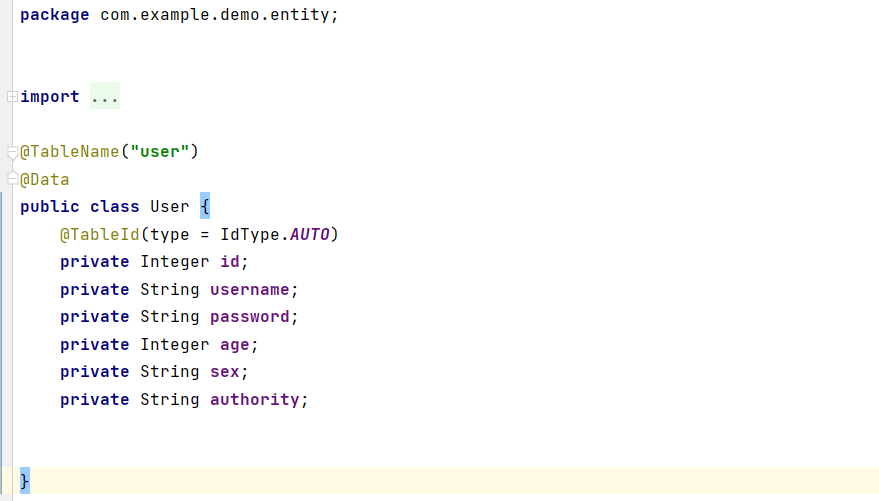 package com.example.demo.entity;
import ...
@TableName("user")
@Data
public class User {
@TableId(type = IdType.AUTO)
private Integer id;
private String username;
private String password;
private Integer age;
private String sex;
private String authority;
}